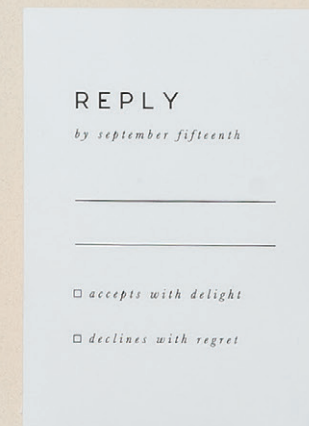 REPLY
by september fifteenth
☐ accepts with delight
☐ declines with regret